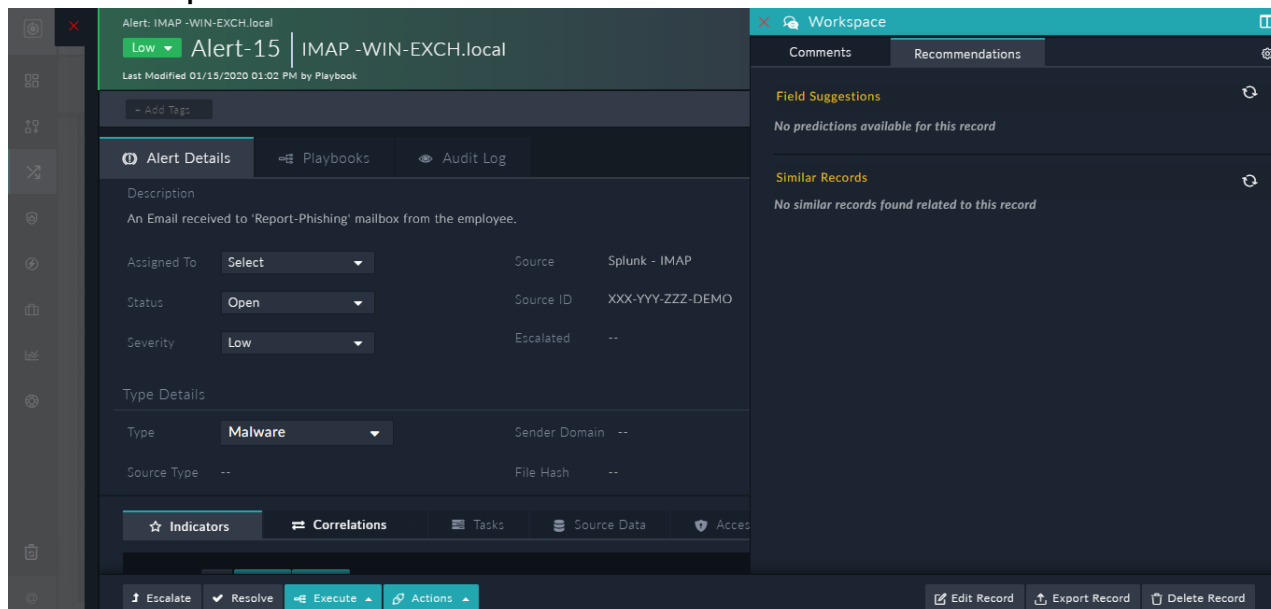 Alert: IMAP -WIN-EXCH.local
Low Alert-15 IMAP -WIN-EXCH.local
Last Modified 01/15/2020 01:02 PM by Playbook
+ Add Tags
Alert Details Playbooks Audit Log
Description
An Email received to 'Report-Phishing' mailbox from the employee.
Assigned To Select Source Splunk - IMAP
Status Open Source ID XXX-YYY-ZZZ-DEMO
Severity Low Escalated --
Type Details
Type Malware Sender Domain --
Source Type -- File Hash --
Indicators Correlations Tasks Source Data Acces
Escalate Resolve Execute Actions
Workspace
Comments Recommendations
Field Suggestions
No predictions available for this record
Similar Records
No similar records found related to this record
Edit Record Export Record Delete Record